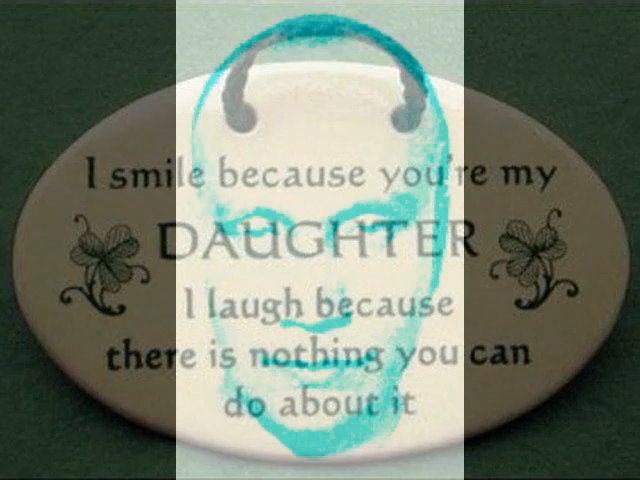 I smile because you're my
DAUGHTER
I laugh because
there is nothing you can
do about it